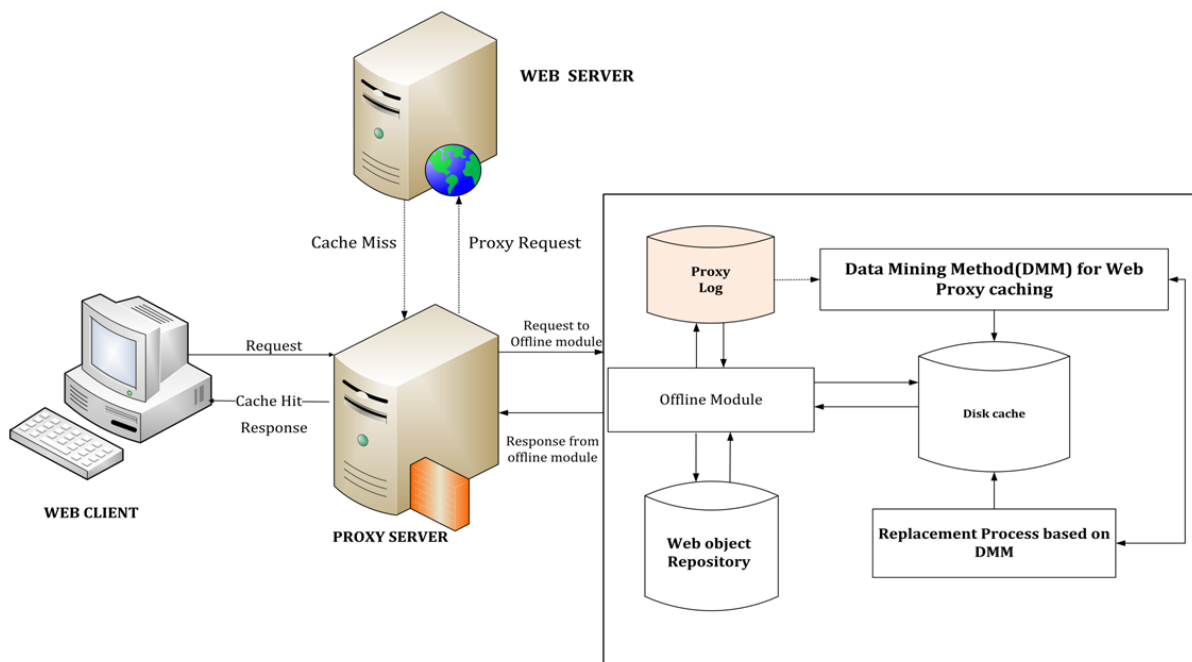 WEB SERVER
Cache Miss
Proxy Request
Proxy
Log
Data Mining Method(DMM) for Web
Proxy caching
Request
Request to
Offline module
Offline Module
Disk cache
Cache Hit
Response
Response from
offline module
WEB CLIENT
PROXY SERVER
Web object
Repository
Replacement Process based on
DMM